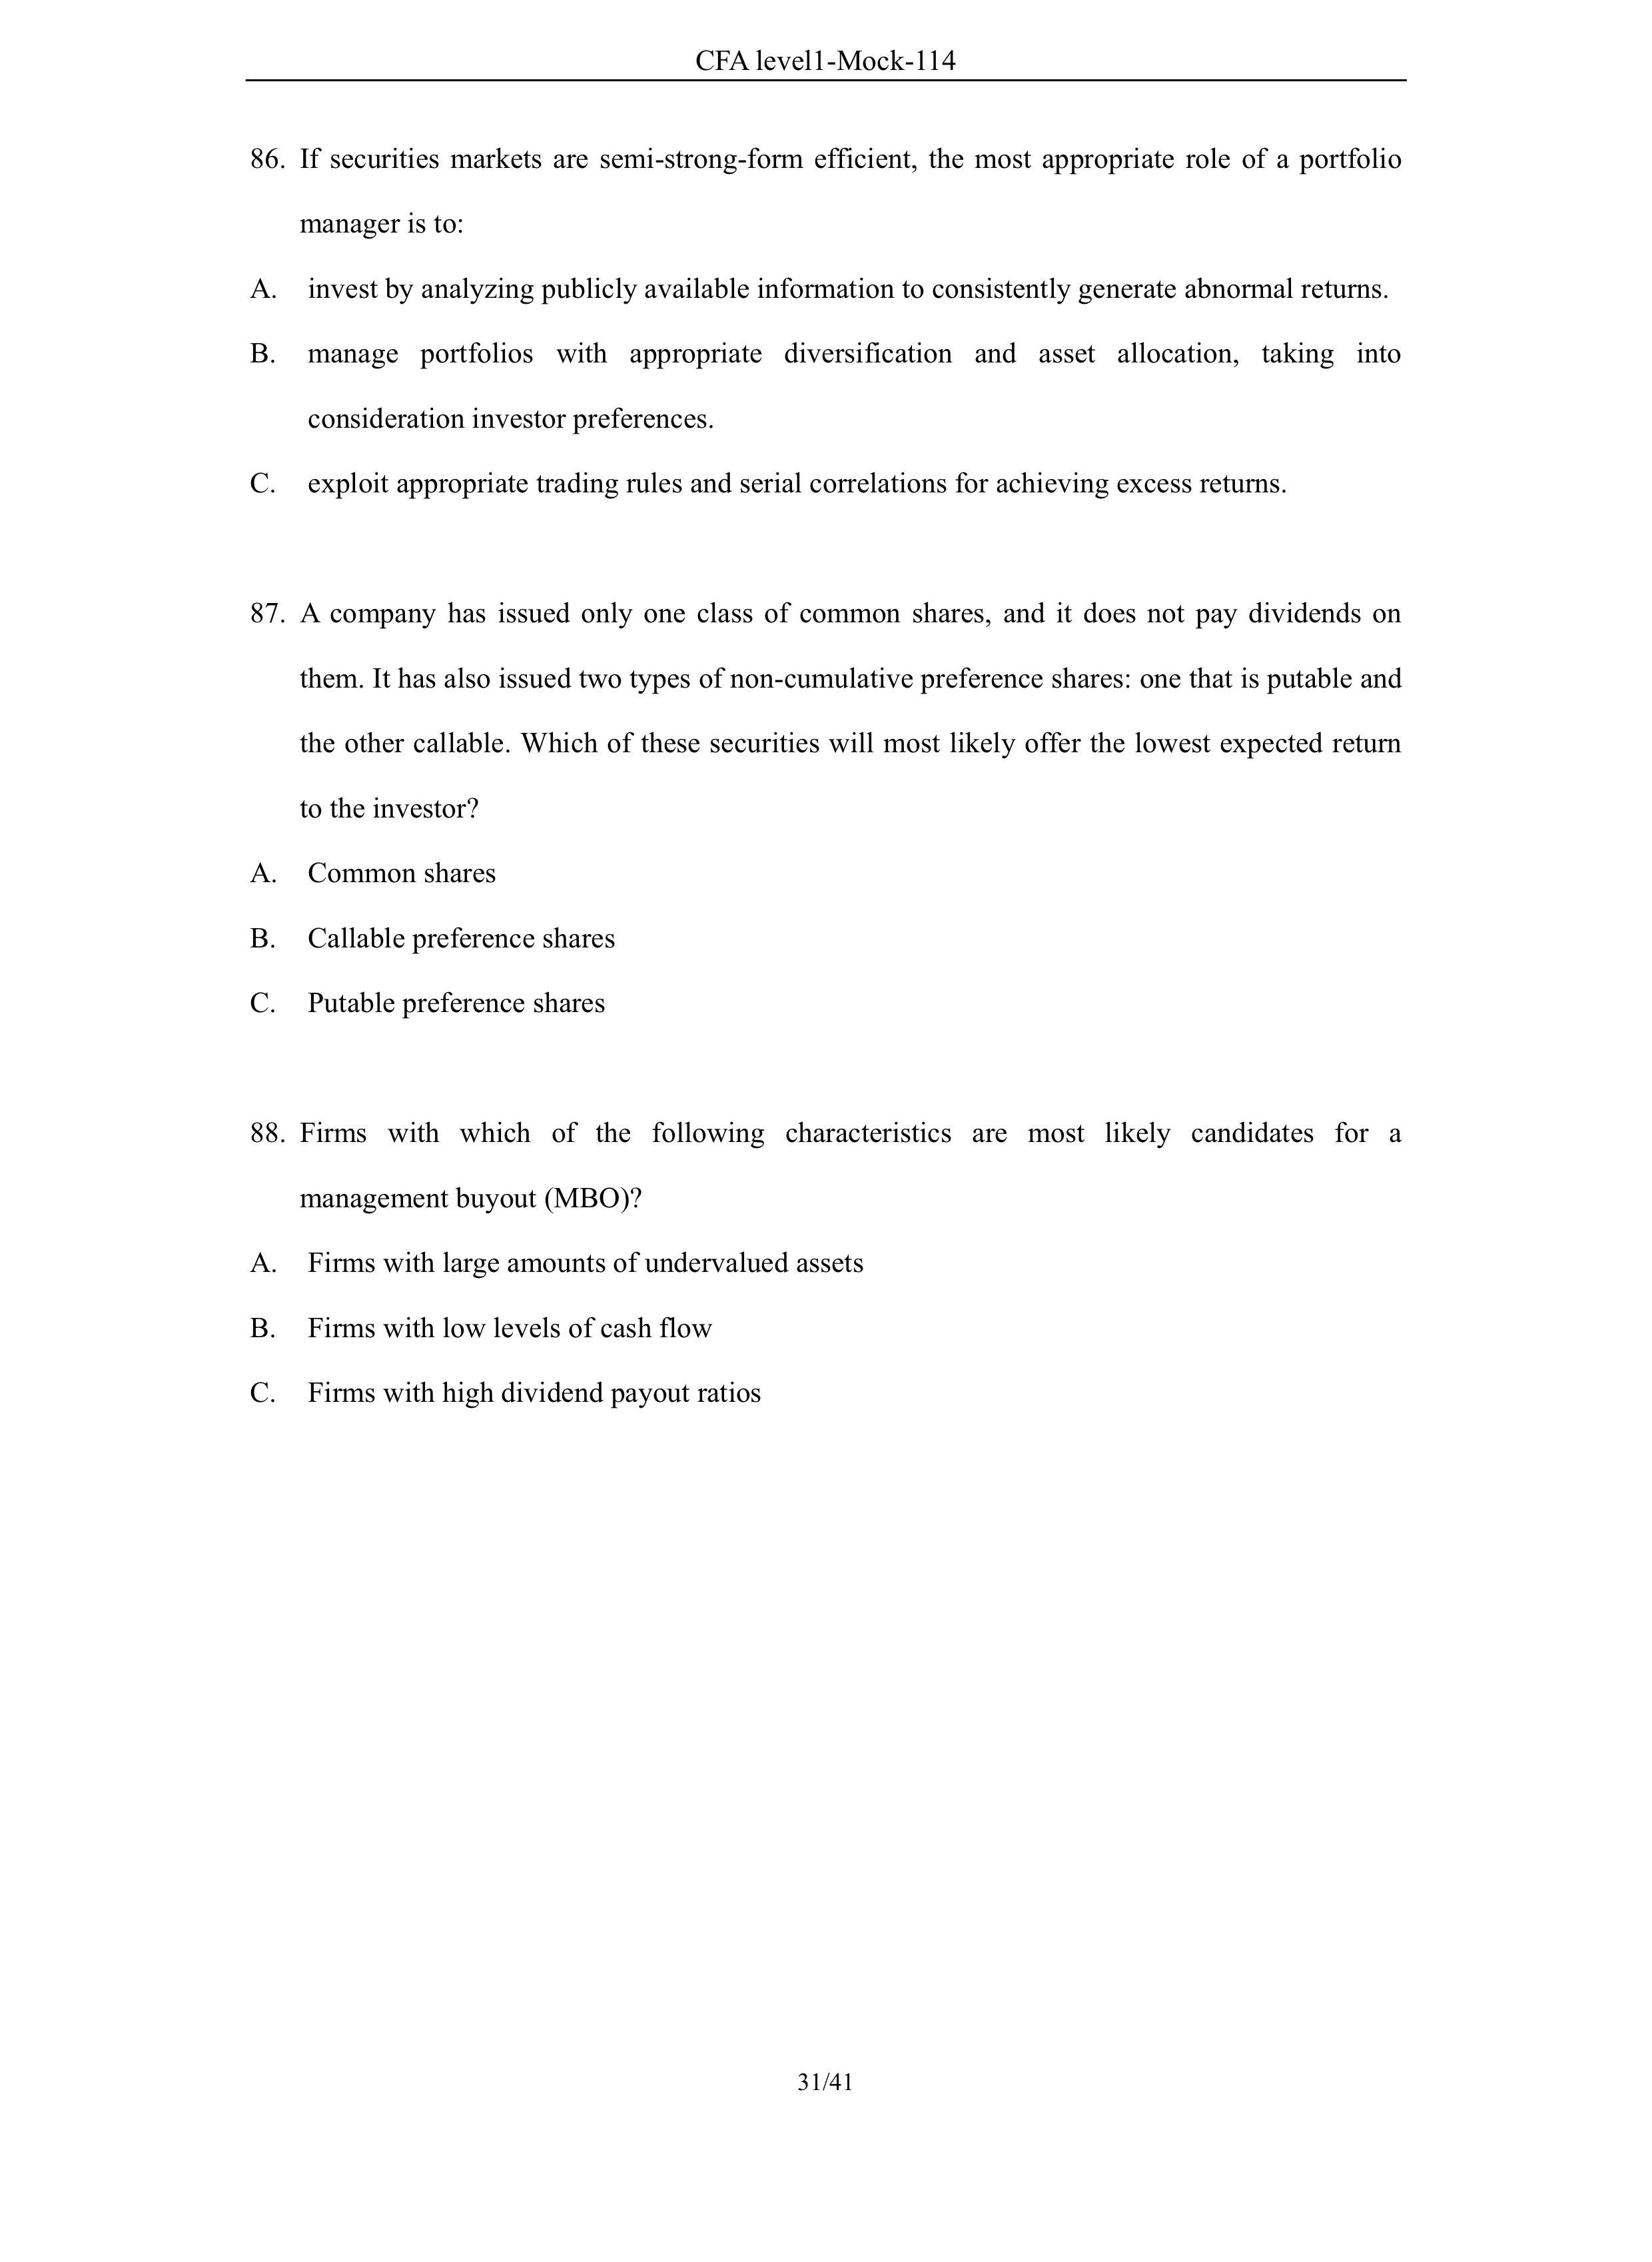 CFA level1-Mock-114
86. If securities markets are semi-strong-form efficient, the most appropriate role of a portfolio
manager is to:
A. invest by analyzing publicly available information to consistently generate abnormal returns.
B. manage portfolios with appropriate diversification and asset allocation, taking into
consideration investor preferences.
C. exploit appropriate trading rules and serial correlations for achieving excess returns.
87. A company has issued only one class of common shares, and it does not pay dividends on
them. It has also issued two types of non-cumulative preference shares: one that is putable and
the other callable. Which of these securities will most likely offer the lowest expected return
to the investor?
A. Common shares
B. Callable preference shares
C. Putable preference shares
88. Firms with which of the following characteristics are most likely candidates for a
management buyout (MBO)?
A. Firms with large amounts of undervalued assets
B. Firms with low levels of cash flow
C. Firms with high dividend payout ratios
31/41